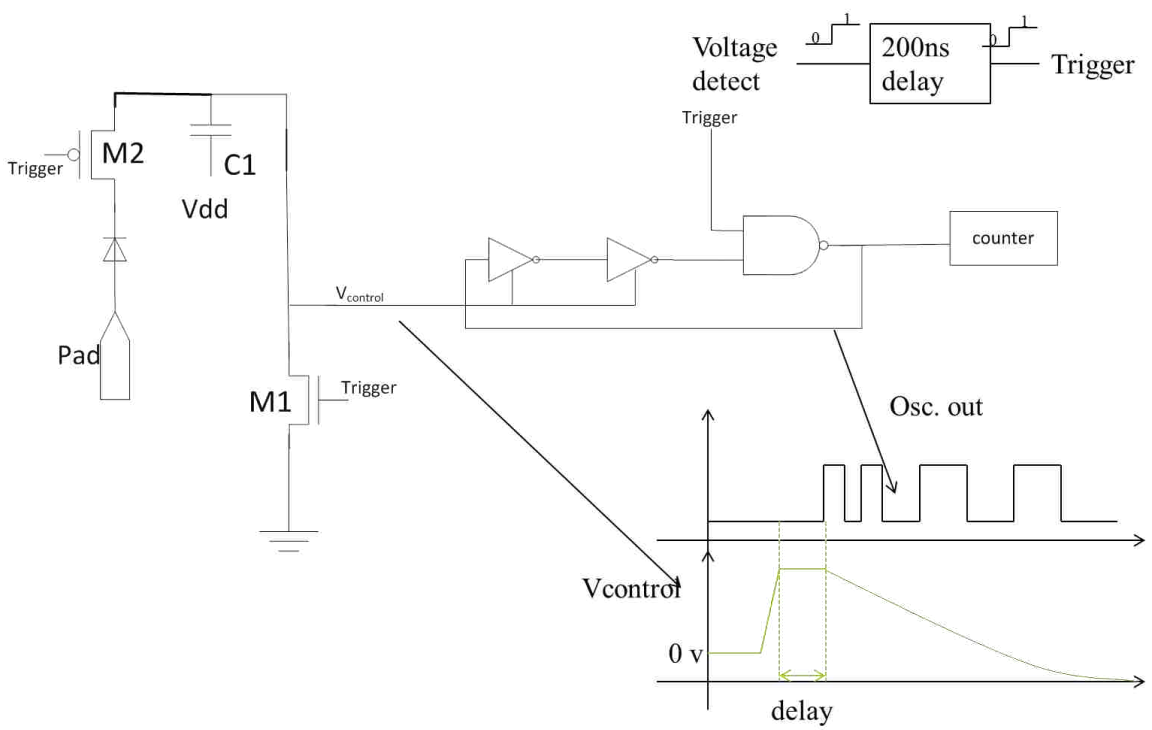 Voltage
detect
0
1
200ns
delay
0
1
Trigger
Trigger
Trigger
M2
C1
Vdd
counter
Vcontrol
Pad
M1
Trigger
Osc. out
Vcontrol
0 v
delay